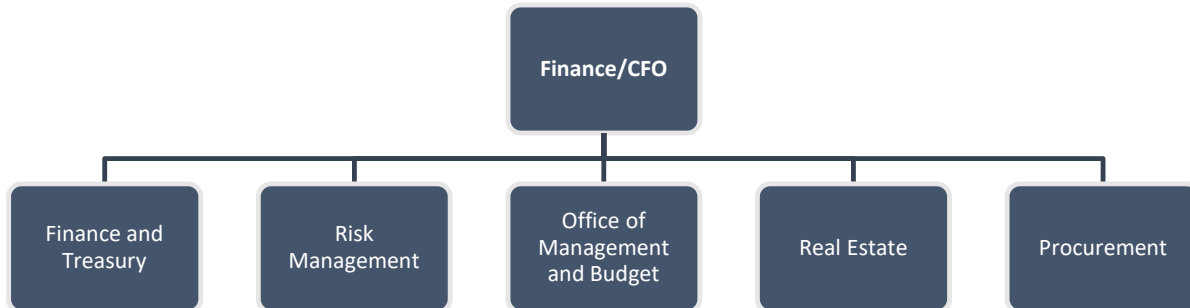 Finance/CFO
Finance and
Treasury
Risk
Management
Office of
Management
and Budget
Real Estate
Procurement